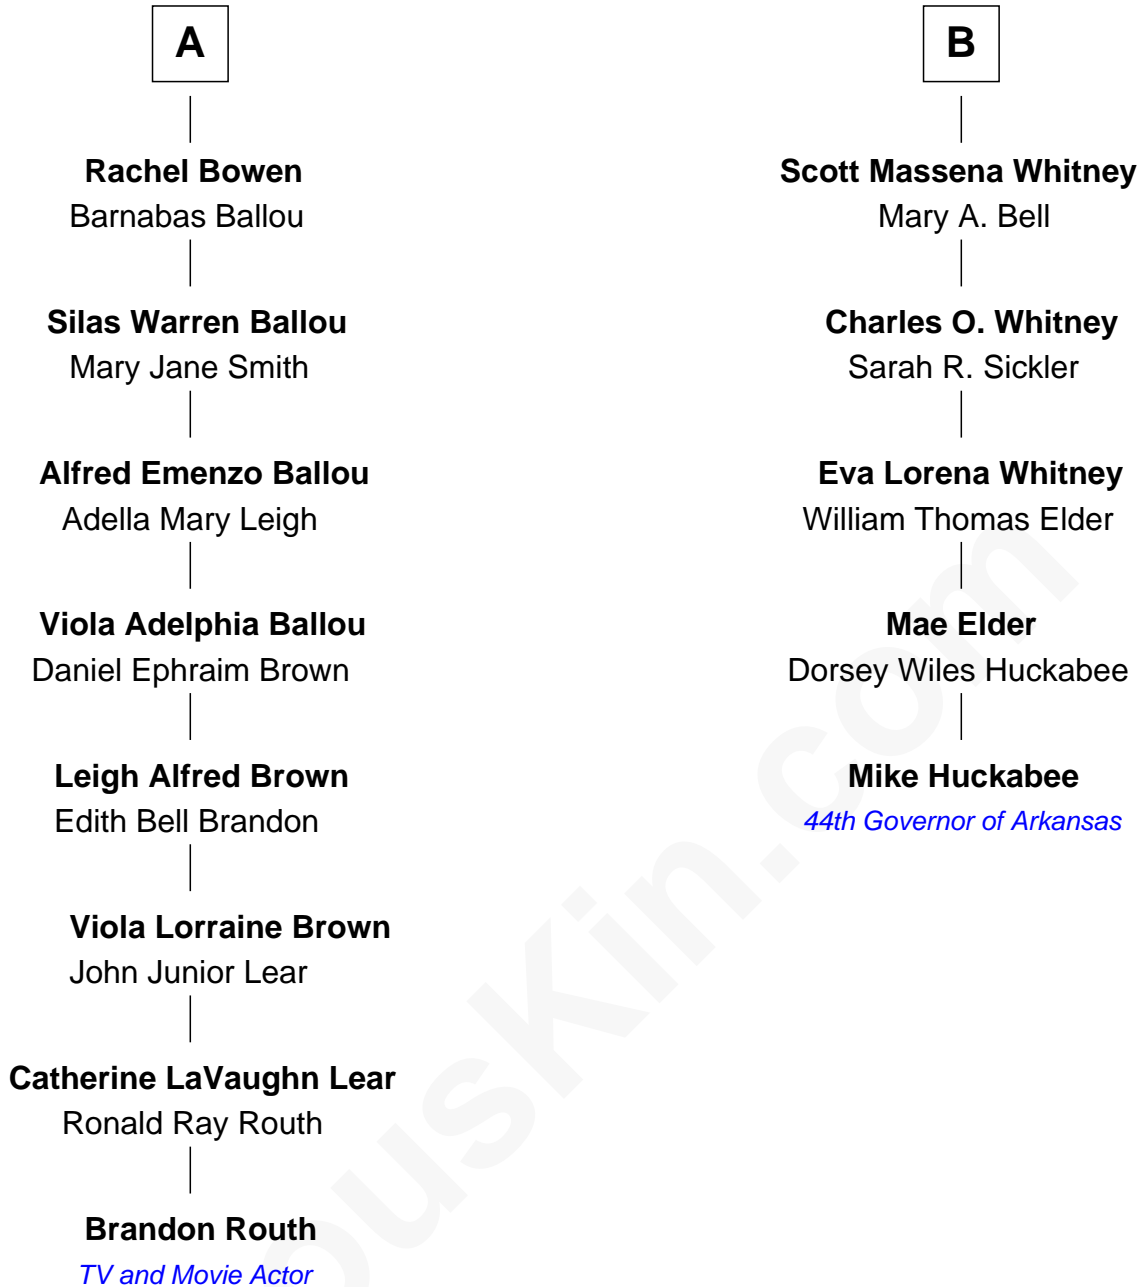 A
Rachel Bowen
Barnabas Ballou
Silas Warren Ballou
Mary Jane Smith
Alfred Emenzo Ballou
Adella Mary Leigh
Viola Adelphia Ballou
Daniel Ephraim Brown
Leigh Alfred Brown
Edith Bell Brandon
Viola Lorraine Brown
John Junior Lear
Catherine LaVaughn Lear
Ronald Ray Routh
Brandon Routh
TV and Movie Actor
B
Scott Massena Whitney
Mary A. Bell
Charles O. Whitney
Sarah R. Sickler
Eva Lorena Whitney
William Thomas Elder
Mae Elder
Dorsey Wiles Huckabee
Mike Huckabee
44th Governor of Arkansas
ousKin.com